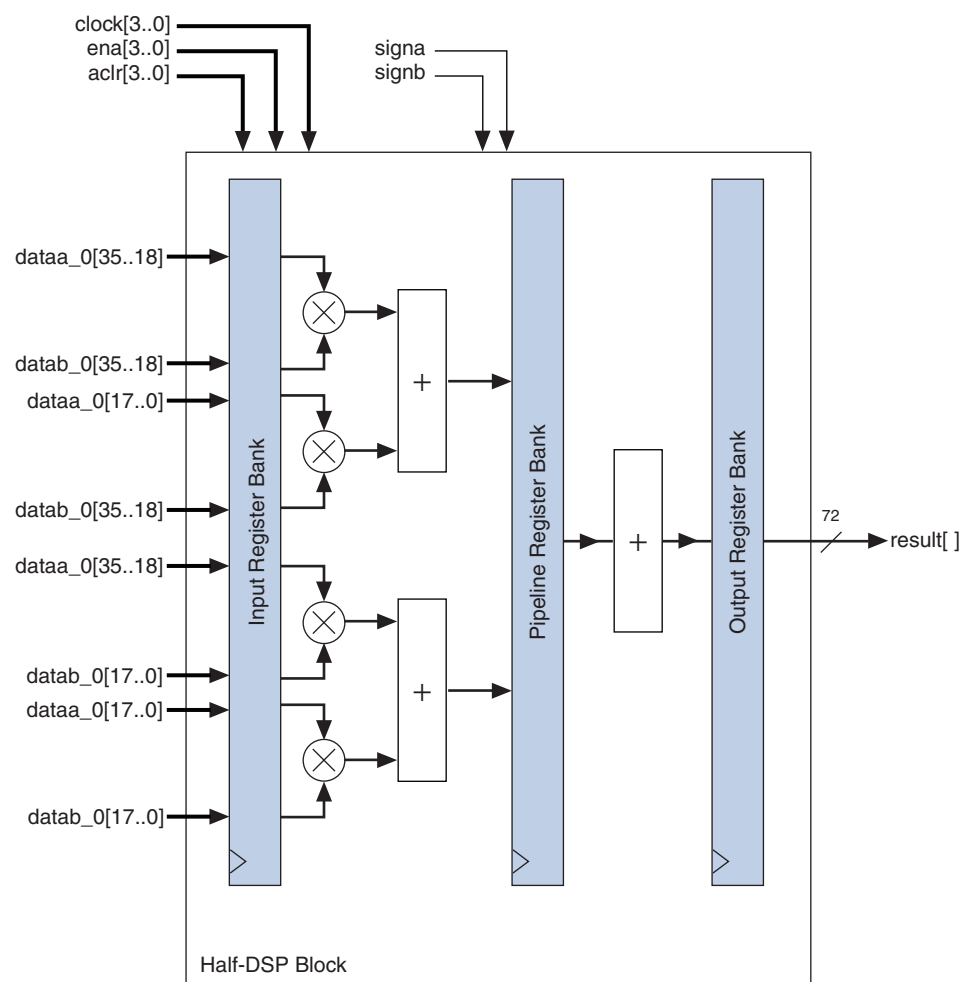 clock[3..0]
ena[3..0]
aclr[3..0]
signa
signb
dataa_0[35..18]
datab_0[35..18]
dataa_0[17..0]
datab_0[35..18]
dataa_0[35..18]
datab_0[17..0]
dataa_0[17..0]
datab_0[17..0]
Input Register Bank
+
+
Pipeline Register Bank
+
Output Register Bank
72
result[ ]
Half-DSP Block